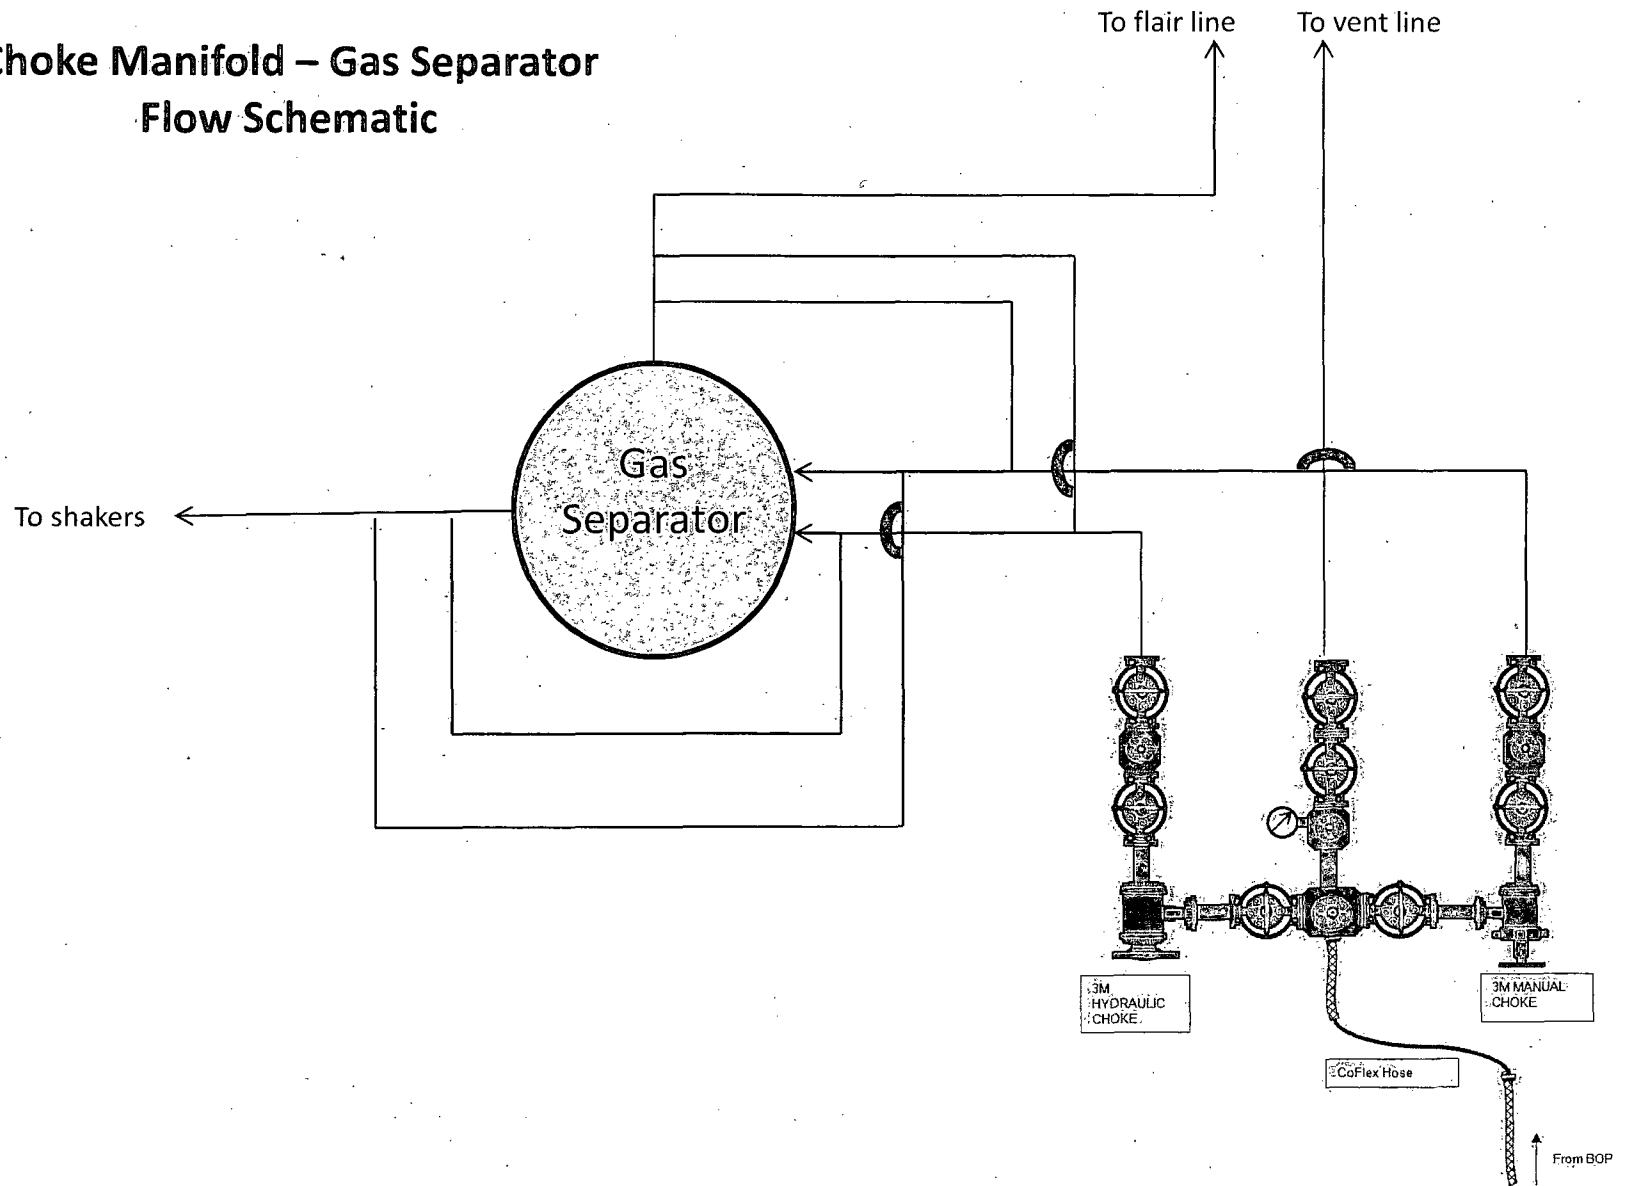 To flair line
To vent line
Choke Manifold – Gas Separator
Flow Schematic
Gas
Separator
To shakers
3M
HYDRAULIC
CHOKE
3M MANUAL
CHOKE
CoFlex Hose
From BOP